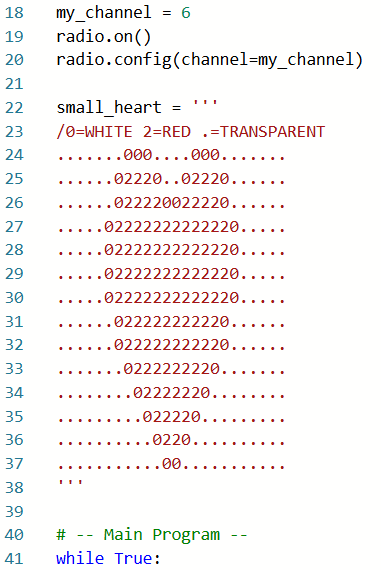 18 my_channel = 6
19 radio.on()
20 radio.config(channel=my_channel)
21
22 small_heart = '''
23 /0=WHITE 2=RED .=TRANSPARENT
24 .......000....000.......
25 ......02220..02220......
26 ......022220022220......
27 .....02222222222220.....
28 .....02222222222220.....
29 .....02222222222220.....
30 .....02222222222220.....
31 ......022222222220......
32 ......022222222220......
33 .......0222222220.......
34 ........02222220........
35 .........022220.........
36 ..........0220..........
37 ...........00...........
38 '''
39
40 # -- Main Program --
41 while True: